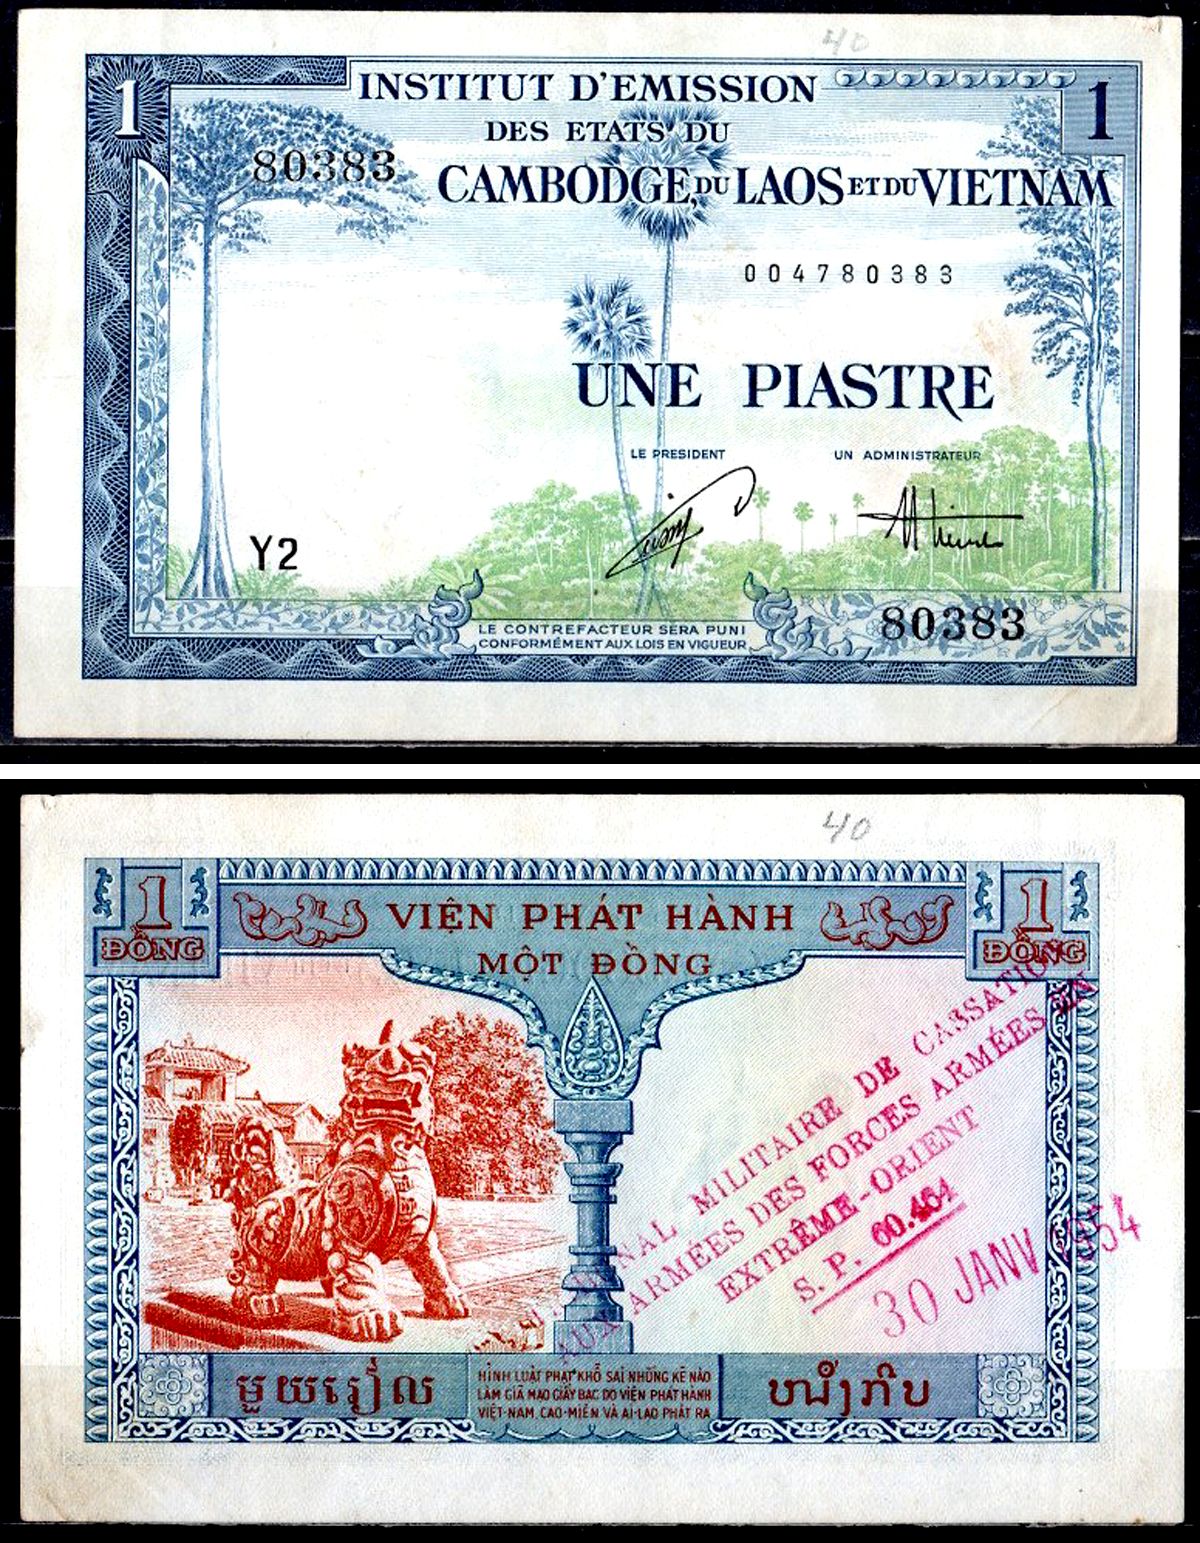 40
1
INSTITUT D'EMISSION
1
DES ETATS DU
80383
CAMBODGE, DU LAOS ET DU VIETNAM
004780383
UNE PIASTRE
LE PRESIDENT
UN ADMINISTRATEUR
Y2
80383
LE CONTREFACTEUR SERA PUNI
CONFORMÉMENT AUX LOIS EN VIGUEUR
40
1
ĐỒNG
VIỆN PHÁT HÀNH
MỘT ĐỒNG
1
ĐỒNG
MILITAIRE DE CASSATION
AUX ARMÉES DES FORCES ARMÉES EN
EXTRÊME-ORIENT
S. P. 60.461
30 JANV 1954
មួយរៀល
HÌNH LUẬT PHẠT KHỔ SAI NHỮNG KẺ NÀO
LÀM GIẢ MẠO GIẤY BẠC DO VIỆN PHÁT HÀNH
VIỆT-NAM, CAO-MIÊN VÀ AI-LAO PHÁT RA
ໜຶ່ງກີບ